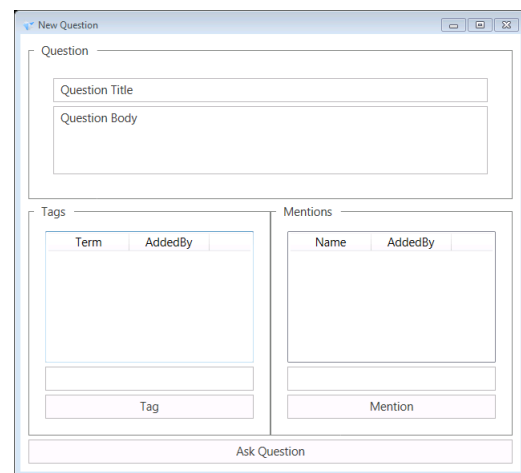 New Question
Question
Question Title
Question Body
Tags
Term AddedBy
Tag
Mentions
Name AddedBy
Mention
Ask Question